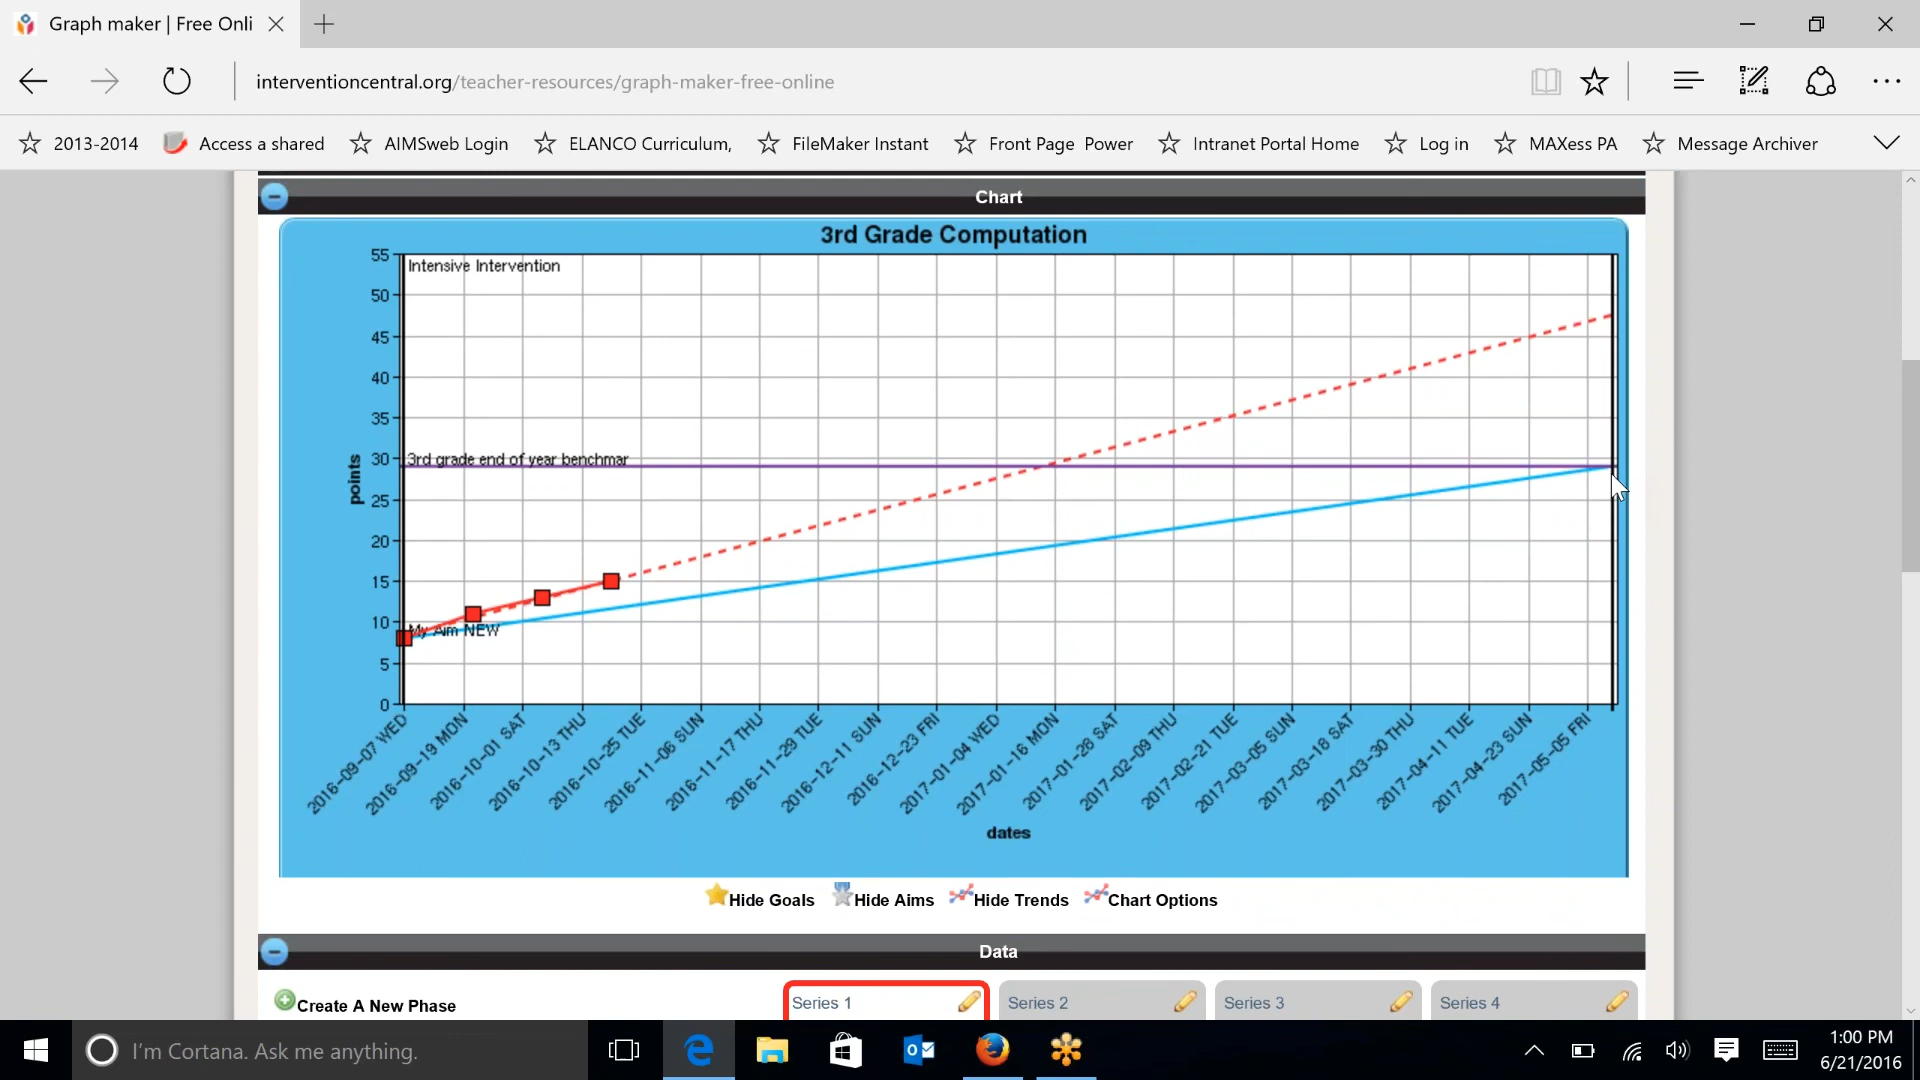 Graph maker | Free Onli
interventioncentral.org/teacher-resources/graph-maker-free-online
2013-2014 Access a shared AIMSweb Login ELANCO Curriculum, FileMaker Instant Front Page Power Intranet Portal Home Log in MAXess PA Message Archiver
Chart
3rd Grade Computation
55
Intensive Intervention
50
45
40
35
30
3rd grade end of year benchmar
points
25
20
15
10
My Aim NEW
5
0
2016-09-07 WED 2016-09-19 MON 2016-10-01 SAT 2016-10-13 THU 2016-10-25 TUE 2016-11-06 SUN 2016-11-17 THU 2016-11-29 TUE 2016-12-11 SUN 2016-12-23 FRI 2017-01-04 WED 2017-01-16 MON 2017-01-28 SAT 2017-02-09 THU 2017-02-21 TUE 2017-03-05 SUN 2017-03-18 SAT 2017-03-30 THU 2017-04-11 TUE 2017-04-23 SUN 2017-05-05 FRI
dates
Hide Goals Hide Aims Hide Trends Chart Options
Data
Create A New Phase Series 1 Series 2 Series 3 Series 4
I'm Cortana. Ask me anything.
1:00 PM
6/21/2016